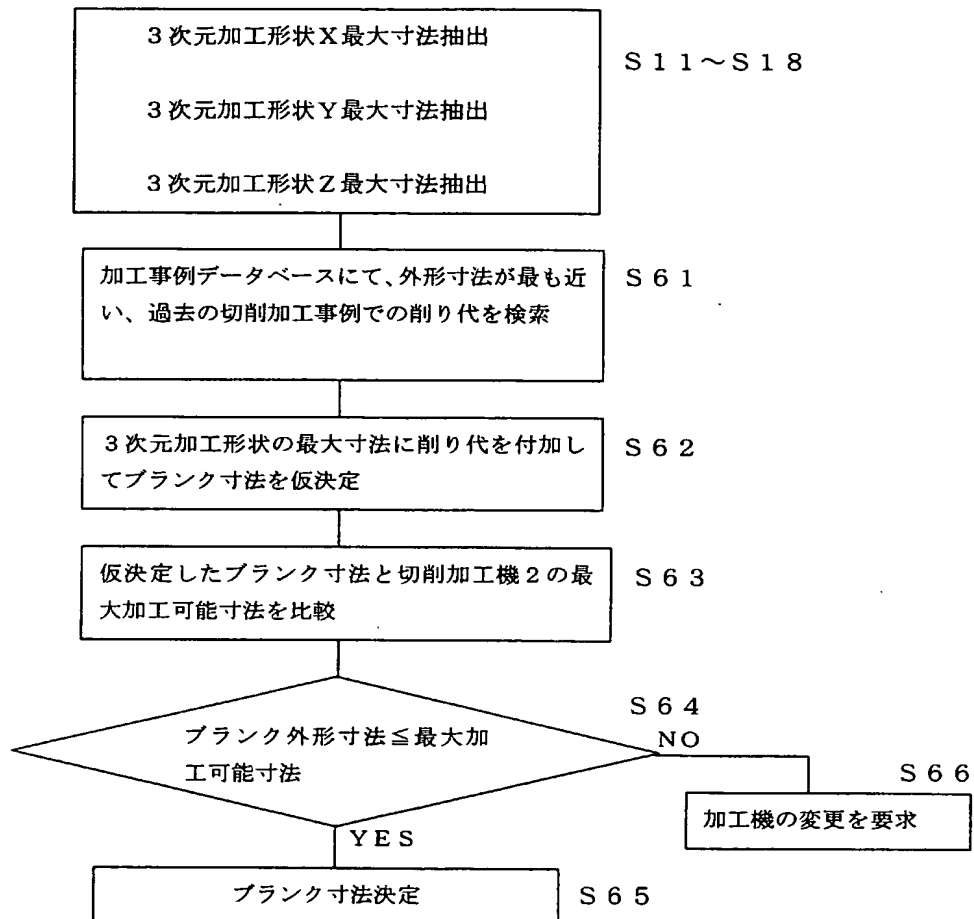 3次元加工形状X最大寸法抽出
S11~S18
3次元加工形状Y最大寸法抽出
3次元加工形状Z最大寸法抽出
加工事例データベースにて、外形寸法が最も近
い、過去の切削加工事例での削り代を検索
S61
3次元加工形状の最大寸法に削り代を付加し
てブランク寸法を仮決定
S62
仮決定したブランク寸法と切削加工機2の最
大加工可能寸法を比較
S63
S64
ブランク外形寸法≦最大加
工可能寸法
NO
S66
加工機の変更を要求
YES
ブランク寸法決定
S65